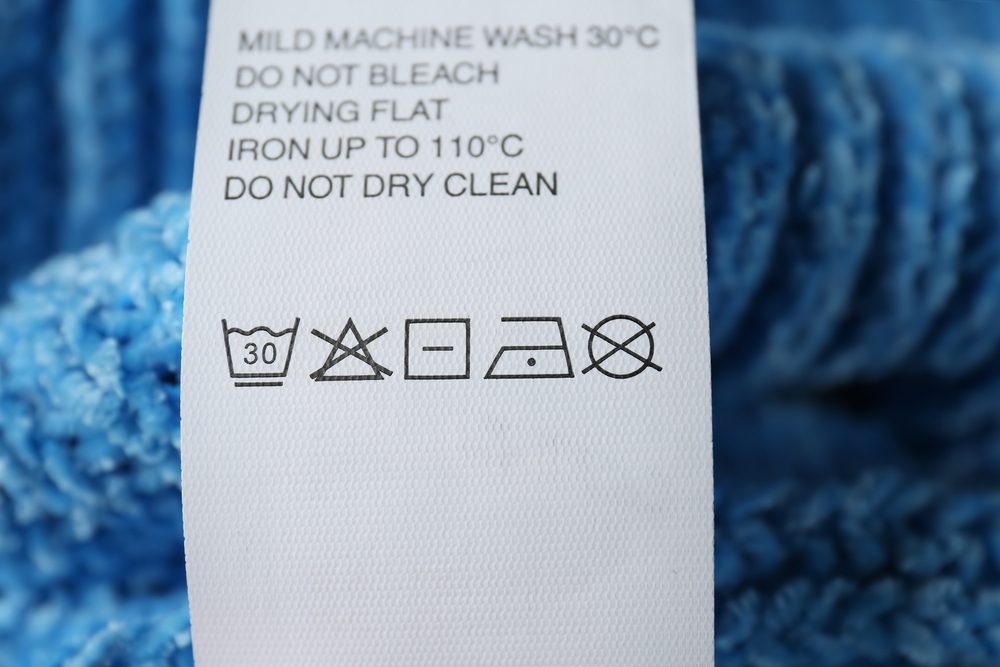 MILD MACHINE WASH 30°C
DO NOT BLEACH
DRYING FLAT
IRON UP TO 110°C
DO NOT DRY CLEAN
30